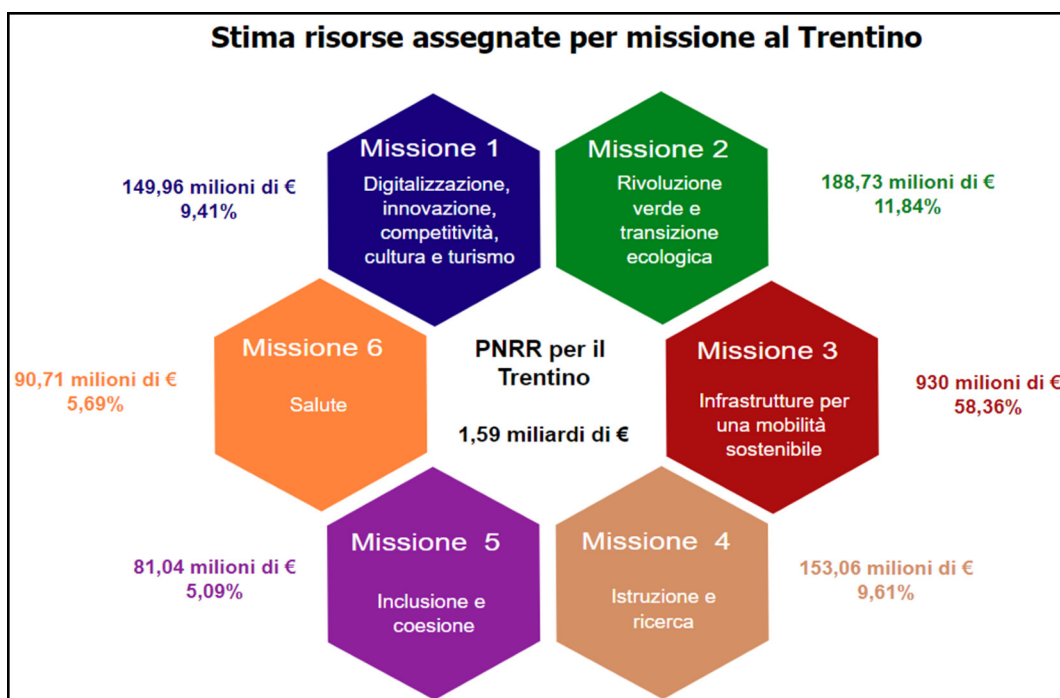 Stima risorse assegnate per missione al Trentino
Missione 1
Digitalizzazione,
innovazione,
competitività,
cultura e turismo
149,96 milioni di €
9,41%
Missione 2
Rivoluzione
verde e
transizione
ecologica
188,73 milioni di €
11,84%
Missione 6
Salute
90,71 milioni di €
5,69%
PNRR per il
Trentino
1,59 miliardi di €
Missione 3
Infrastrutture per
una mobilità
sostenibile
930 milioni di €
58,36%
Missione 5
Inclusione e
coesione
81,04 milioni di €
5,09%
Missione 4
Istruzione e
ricerca
153,06 milioni di €
9,61%